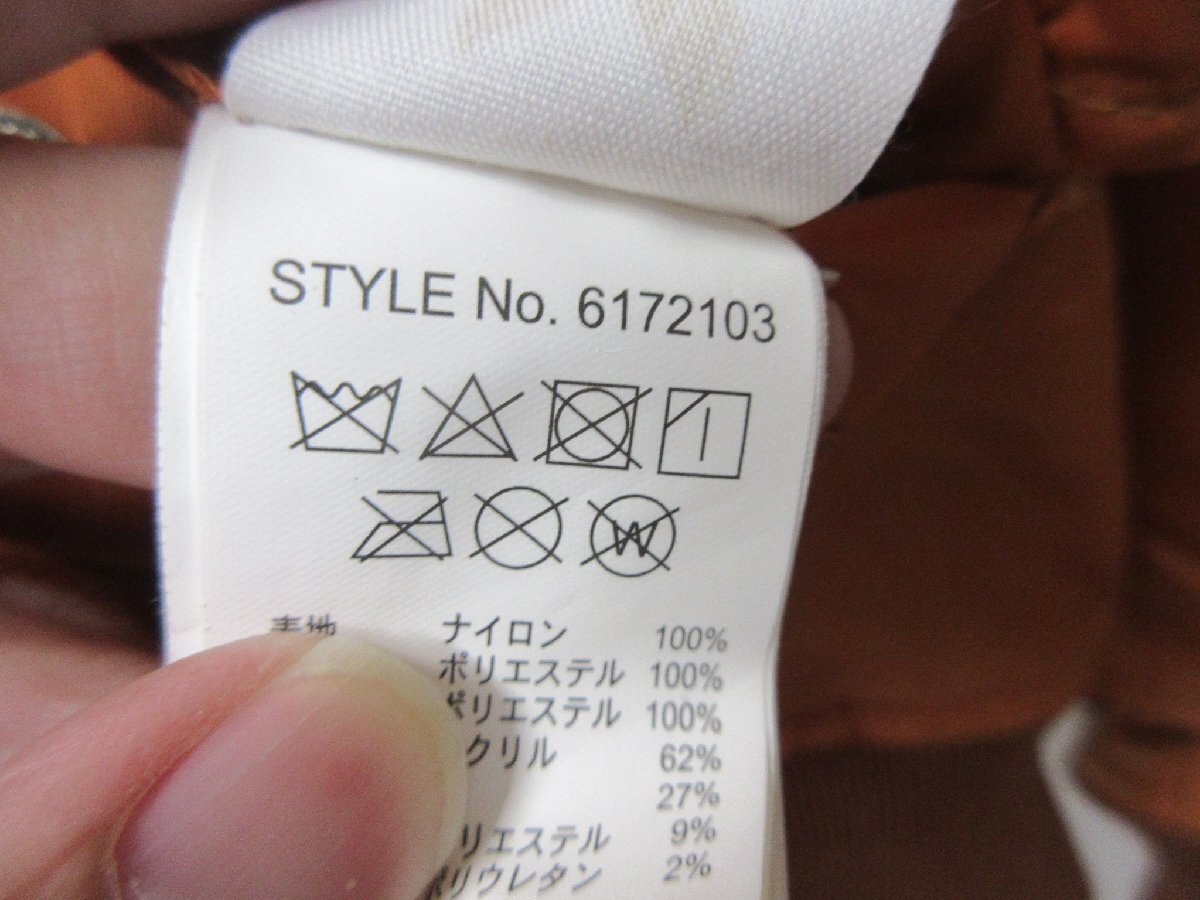 STYLE No. 6172103
W
表地 ナイロン 100%
ポリエステル 100%
ポリエステル 100%
クリル 62%
27%
リエステル 9%
ポリウレタン 2%